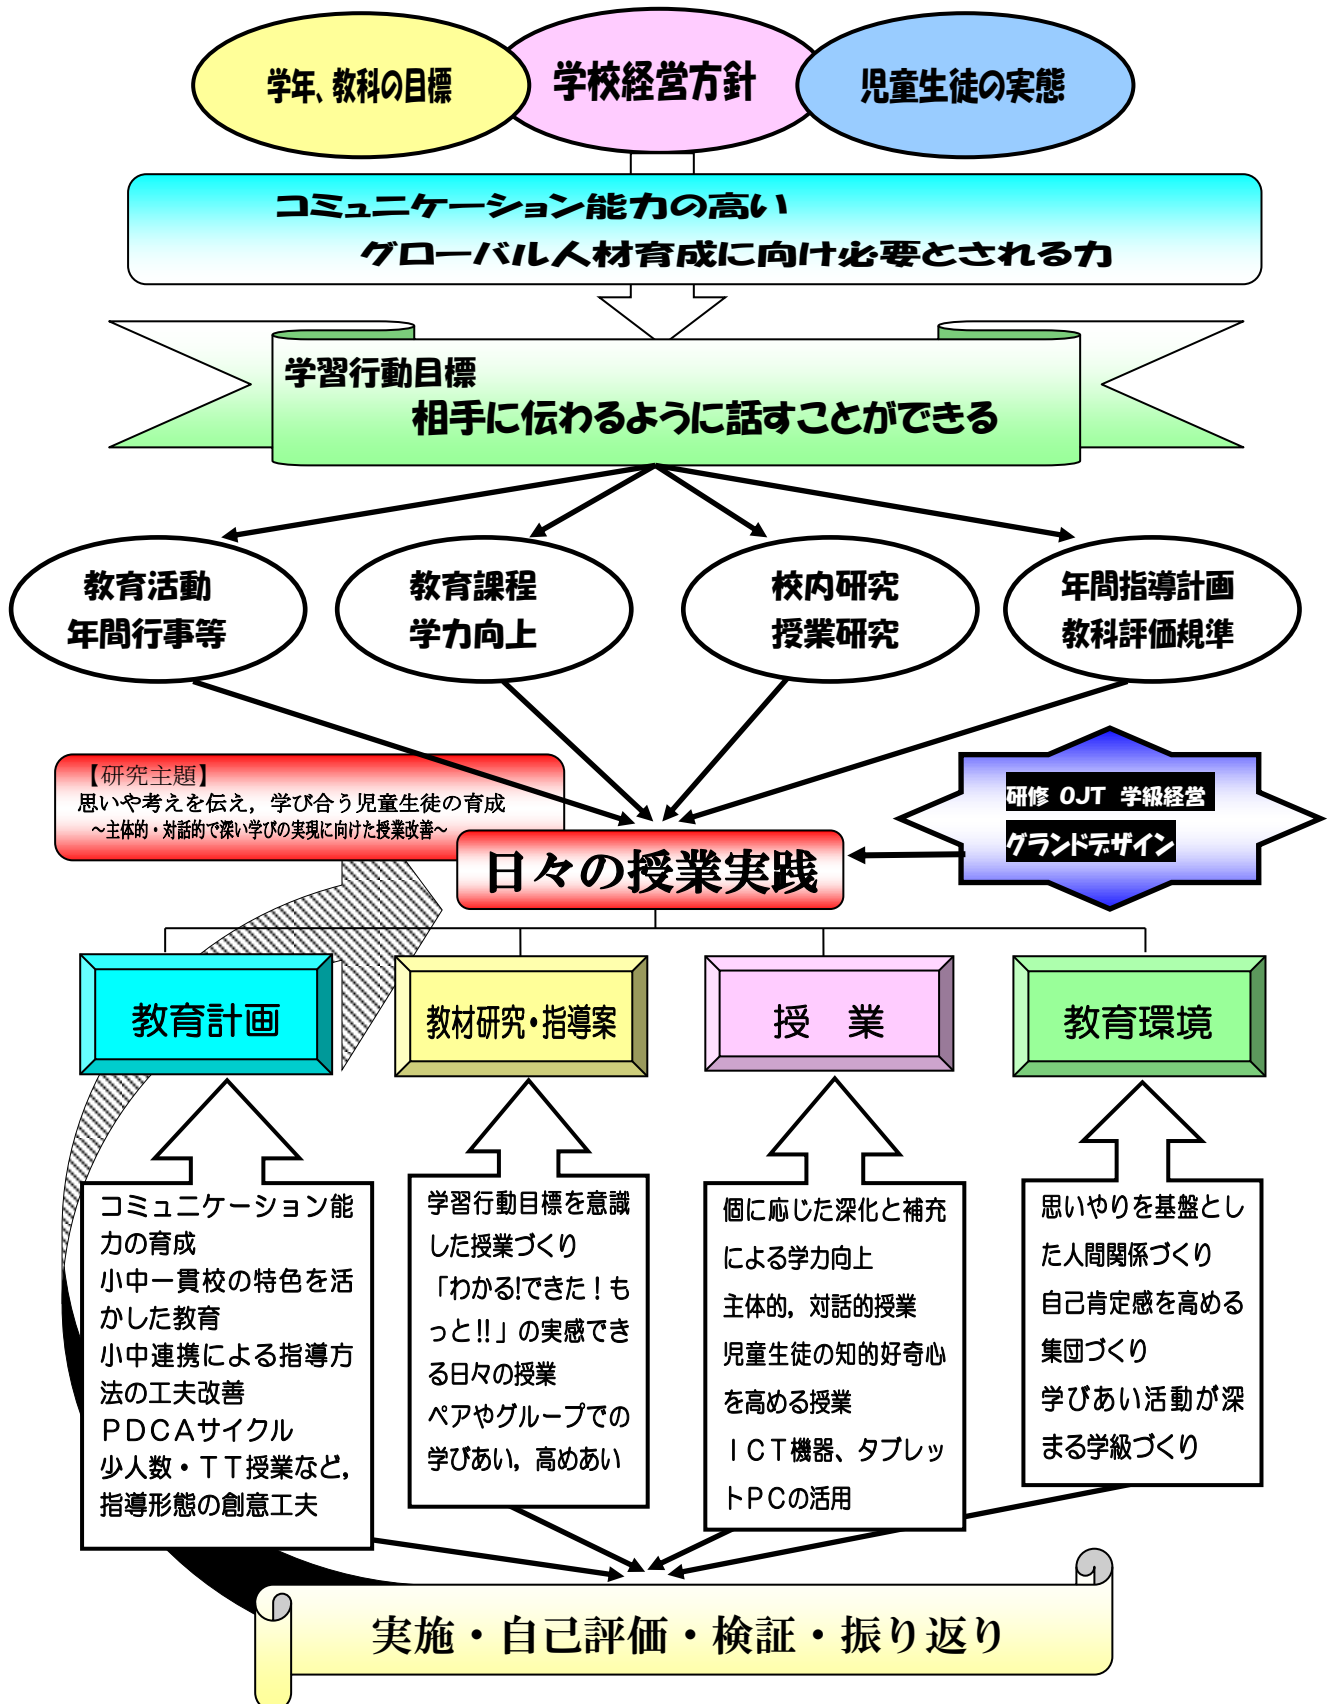 学年、教科の目標
学校経営方針
児童生徒の実態
コミュニケーション能力の高い
グローバル人材育成に向け必要とされる力
学習行動目標
相手に伝わるように話すことができる
教育活動
年間行事等
教育課程
学力向上
校内研究
授業研究
年間指導計画
教科評価規準
【研究主題】
思いや考えを伝え，学び合う児童生徒の育成
～主体的・対話的で深い学びの実現に向けた授業改善～
研修 OJT 学級経営
グランドデザイン
日々の授業実践
教育計画
教材研究・指導案
授　業
教育環境
コミュニケーション能
力の育成
小中一貫校の特色を活
かした教育
小中連携による指導方
法の工夫改善
ＰＤＣＡサイクル
少人数・ＴＴ授業など，
指導形態の創意工夫
学習行動目標を意識
した授業づくり
「わかる!できた！も
っと!!」の実感でき
る日々の授業
ペアやグループでの
学びあい，高めあい
個に応じた深化と補充
による学力向上
主体的，対話的授業
児童生徒の知的好奇心
を高める授業
ＩＣＴ機器、タブレッ
トＰＣの活用
思いやりを基盤とし
た人間関係づくり
自己肯定感を高める
集団づくり
学びあい活動が深
まる学級づくり
実施・自己評価・検証・振り返り